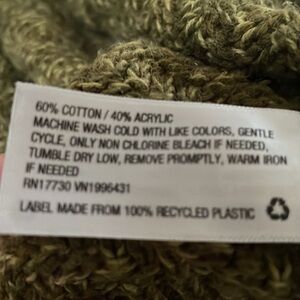 60% COTTON / 40% ACRYLIC
MACHINE WASH COLD WITH LIKE COLORS, GENTLE
CYCLE, ONLY NON CHLORINE BLEACH IF NEEDED,
TUMBLE DRY LOW, REMOVE PROMPTLY, WARM IRON
IF NEEDED
RN17730 VN1996431
LABEL MADE FROM 100% RECYCLED PLASTIC